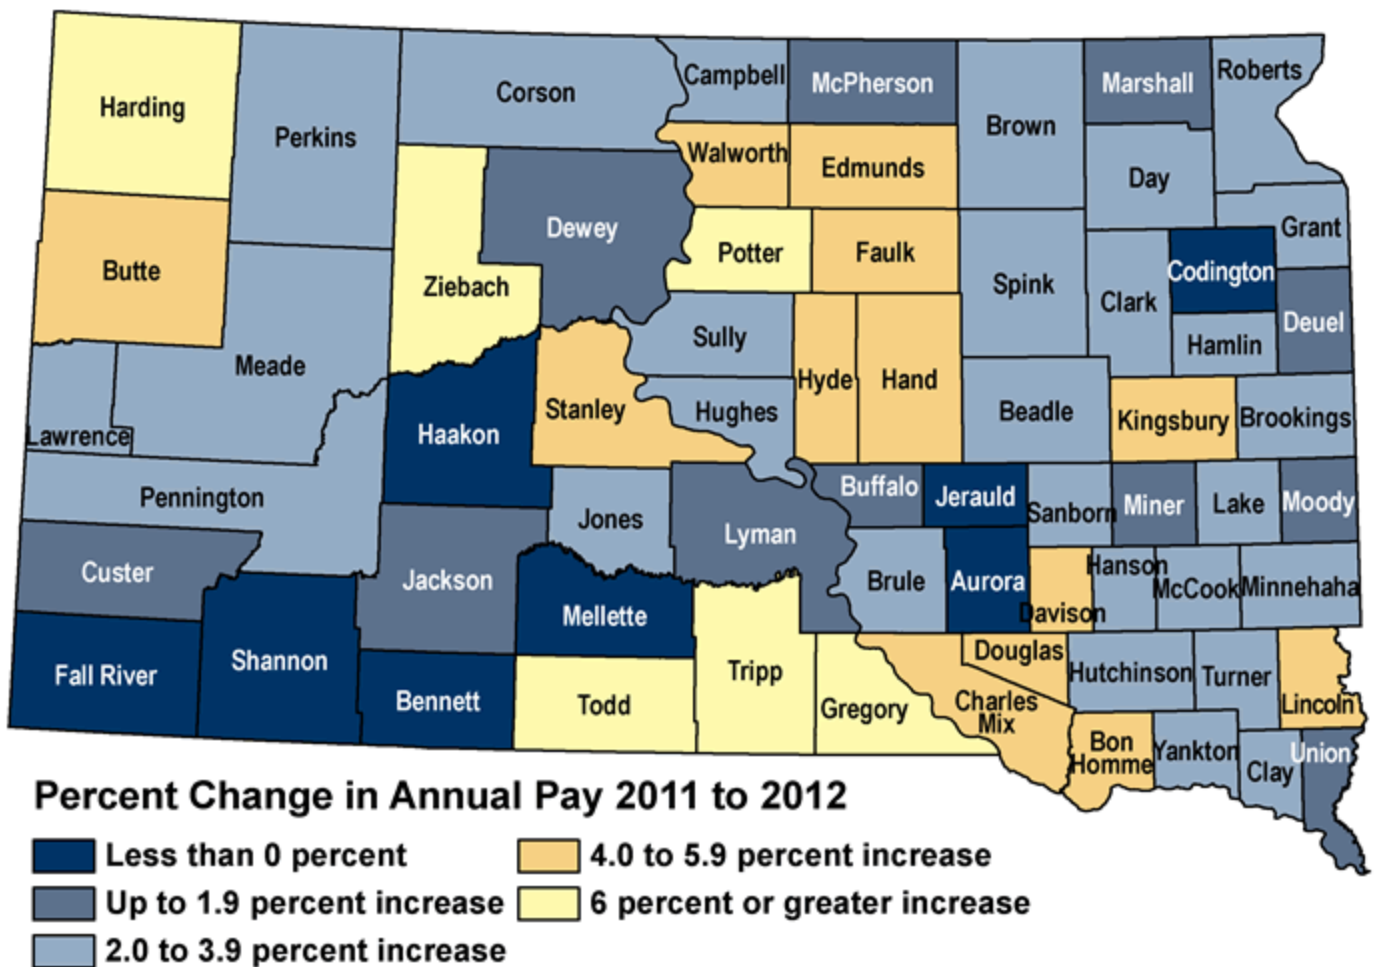 Harding
Perkins
Corson
Campbell
McPherson
Brown
Marshall
Roberts
Walworth
Edmunds
Day
Butte
Dewey
Ziebach
Potter
Faulk
Spink
Clark
Grant
Codington
Meade
Sully
Hyde
Hand
Hamlin
Deuel
Lawrence
Haakon
Stanley
Hughes
Beadle
Kingsbury
Brookings
Pennington
Jones
Lyman
Buffalo
Jerauld
Sanborn
Miner
Lake
Moody
Custer
Jackson
Mellette
Brule
Aurora
Davison
Hanson
McCook
Minnehaha
Fall River
Shannon
Bennett
Todd
Tripp
Gregory
Charles
Mix
Douglas
Hutchinson
Turner
Lincoln
Bon
Homme
Yankton
Clay
Union
Percent Change in Annual Pay 2011 to 2012
Less than 0 percent
Up to 1.9 percent increase
2.0 to 3.9 percent increase
4.0 to 5.9 percent increase
6 percent or greater increase